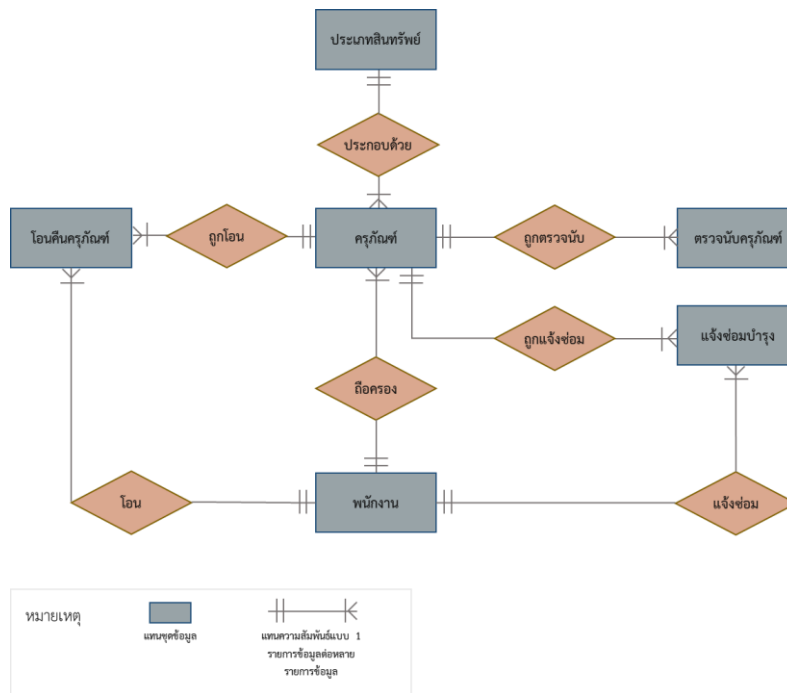 ประเภทสินทรัพย์
ประกอบด้วย
โอนคืนครุภัณฑ์
ถูกโอน
ครุภัณฑ์
ถูกตรวจนับ
ตรวจนับครุภัณฑ์
ถูกแจ้งซ่อม
แจ้งซ่อมบำรุง
ถือครอง
โอน
พนักงาน
แจ้งซ่อม
หมายเหตุ
แทนชุดข้อมูล
แทนความสัมพันธ์แบบ 1
รายการข้อมูลต่อหลาย
รายการข้อมูล